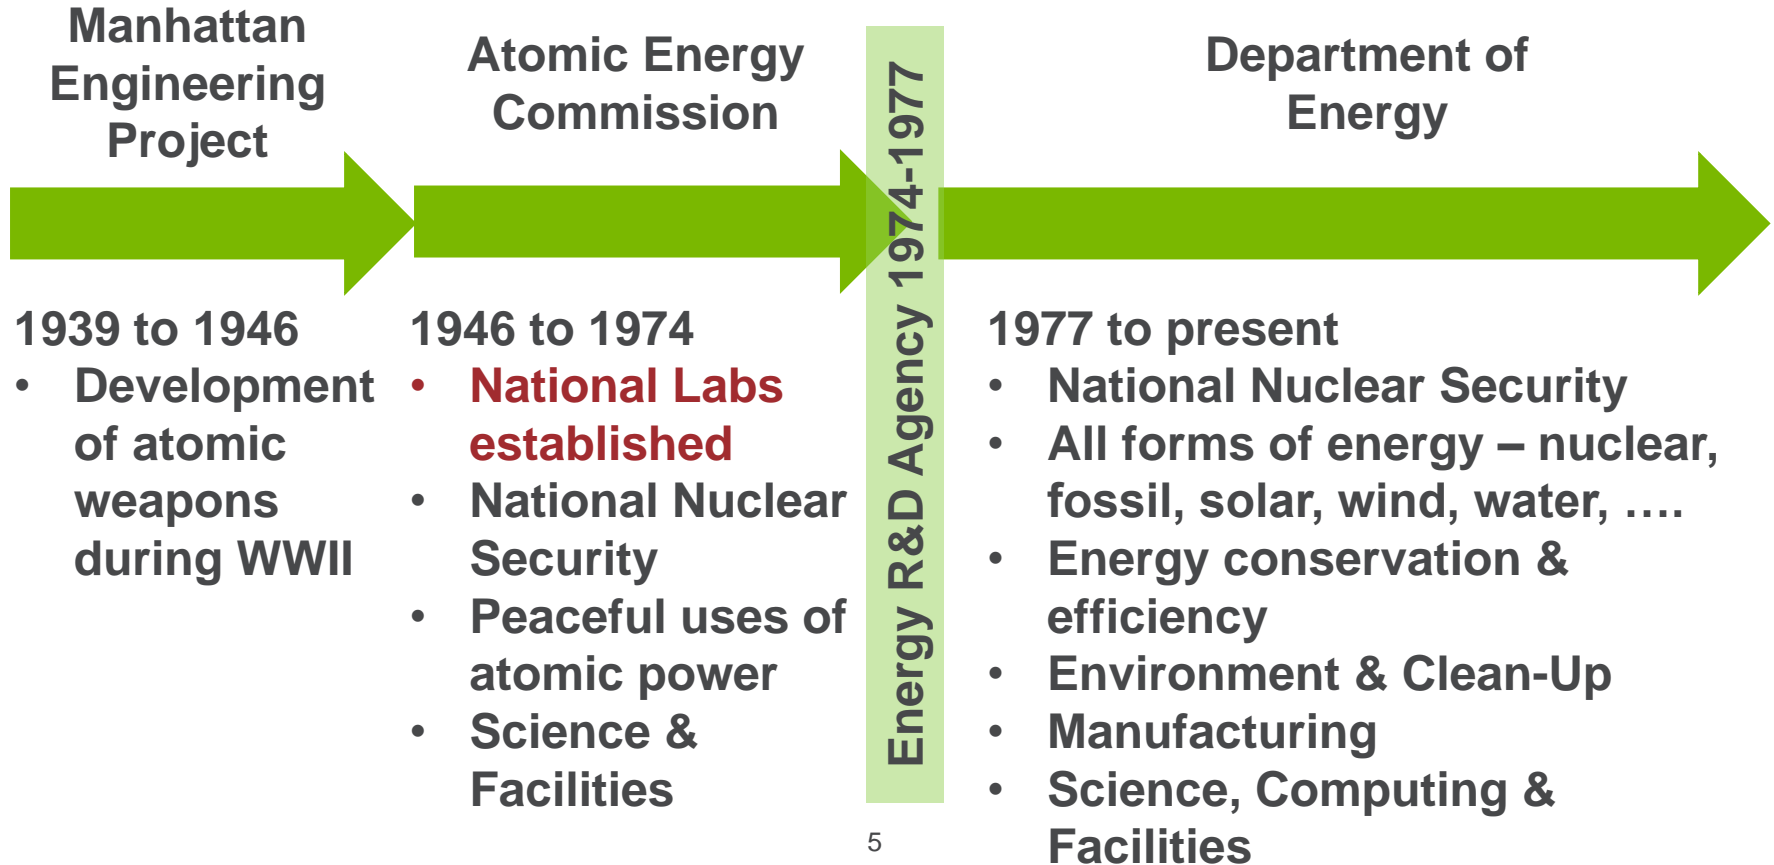 Manhattan
Engineering
Project
1939 to 1946
• Development
of atomic
weapons
during WWII
Atomic Energy
Commission
1946 to 1974
• National Labs
established
• National Nuclear
Security
• Peaceful uses of
atomic power
• Science &
Facilities
Energy R&D Agency 1974-1977
Department of
Energy
1977 to present
• National Nuclear Security
• All forms of energy – nuclear,
fossil, solar, wind, water, ….
• Energy conservation &
efficiency
• Environment & Clean-Up
• Manufacturing
• Science, Computing &
Facilities
5